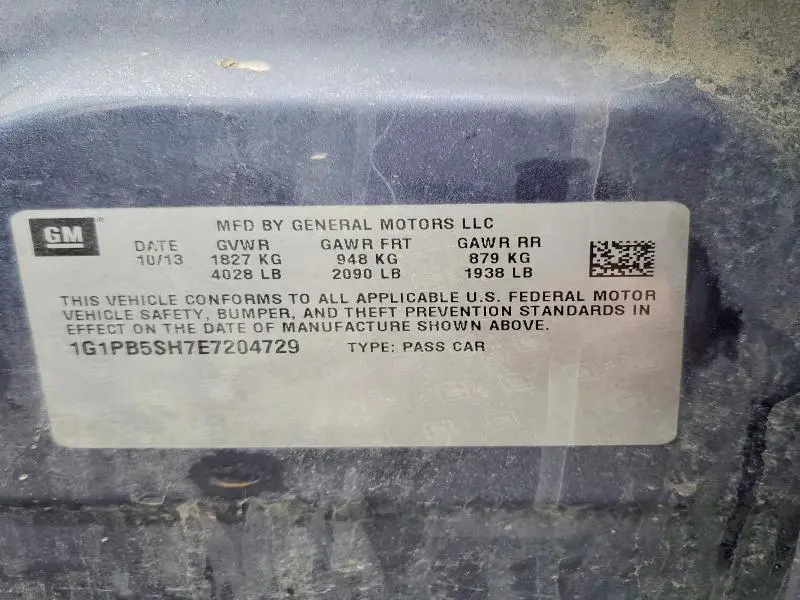 GM
MFD BY GENERAL MOTORS LLC
DATE GVWR GAWR FRT GAWR RR
10/13 1827 KG 948 KG 879 KG
4028 LB 2090 LB 1938 LB
THIS VEHICLE CONFORMS TO ALL APPLICABLE U.S. FEDERAL MOTOR
VEHICLE SAFETY, BUMPER, AND THEFT PREVENTION STANDARDS IN
EFFECT ON THE DATE OF MANUFACTURE SHOWN ABOVE.
1G1PB5SH7E7204729 TYPE: PASS CAR